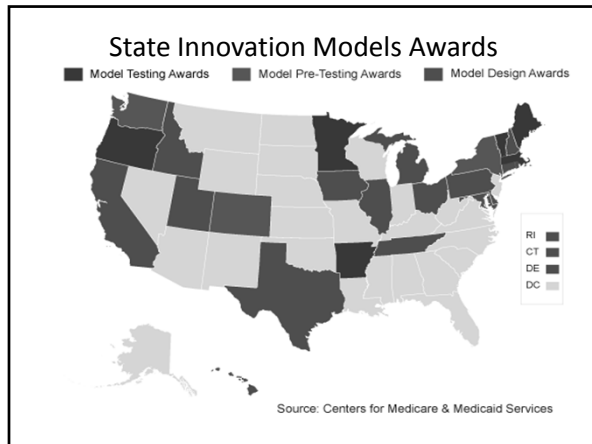 State Innovation Models Awards
Model Testing Awards Model Pre-Testing Awards Model Design Awards
RI
CT
DE
DC
Source: Centers for Medicare & Medicaid Services